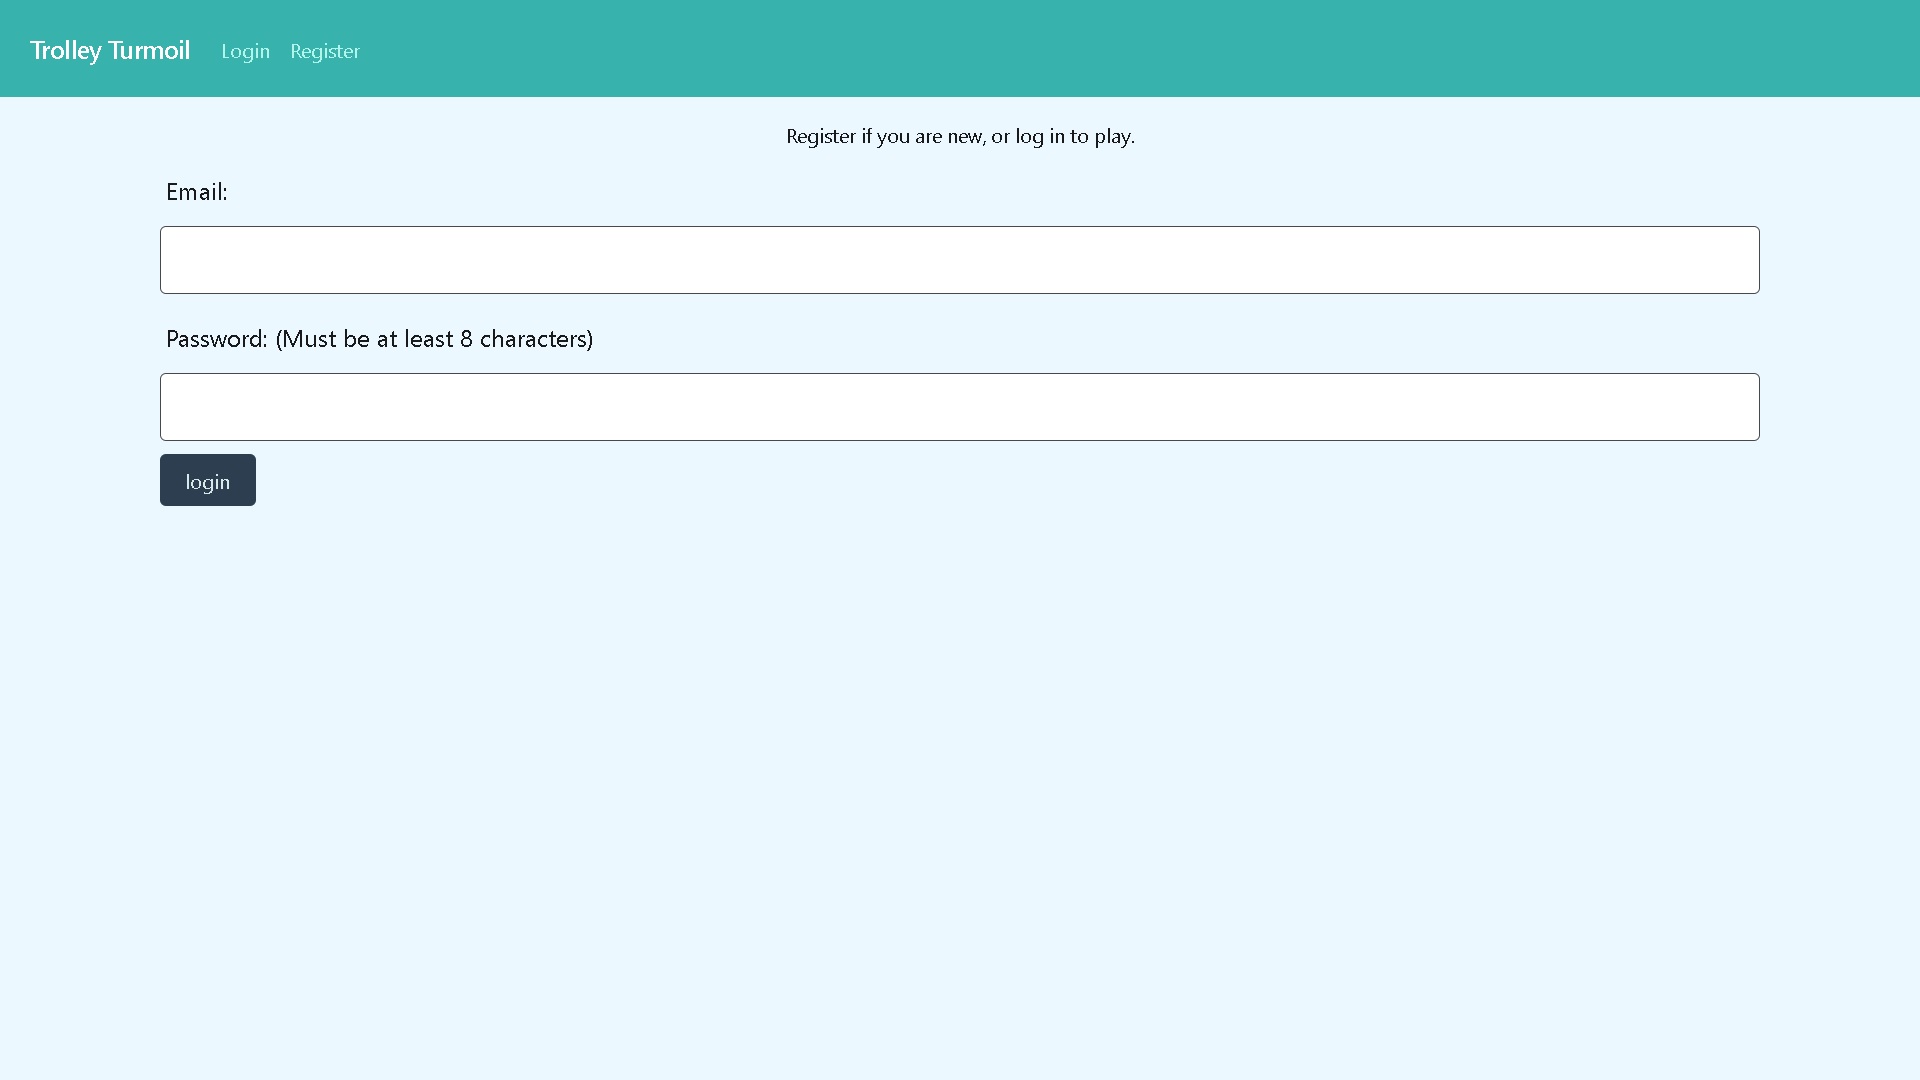 Trolley Turmoil Login Register
Register if you are new, or log in to play.
Email:
Password: (Must be at least 8 characters)
login